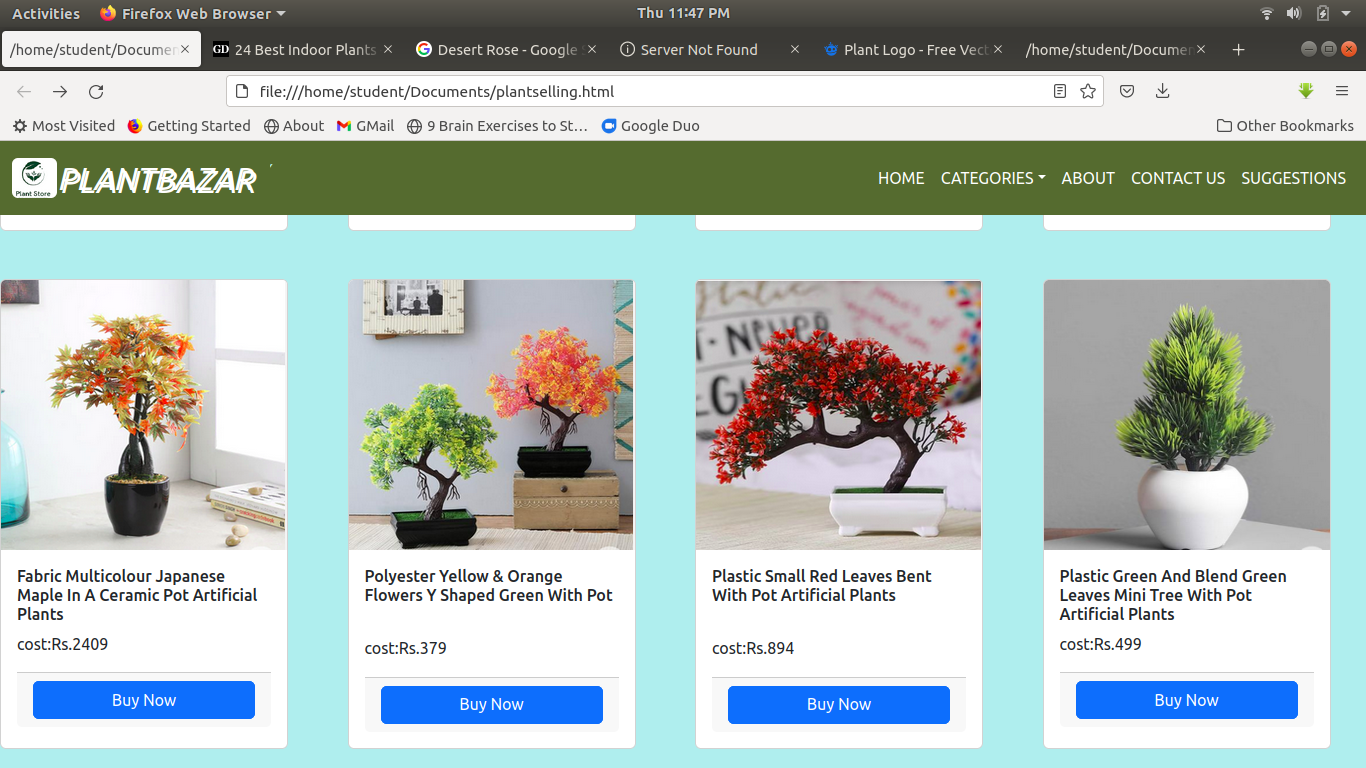 Activities Firefox Web Browser Thu 11:47 PM
/home/student/Documen 24 Best Indoor Plants Desert Rose - Google S Server Not Found Plant Logo - Free Vect /home/student/Documen
file:///home/student/Documents/plantselling.html
Most Visited Getting Started About GMail 9 Brain Exercises to St… Google Duo Other Bookmarks
Plant Store PLANTBAZAR HOME CATEGORIES ABOUT CONTACT US SUGGESTIONS
Fabric Multicolour Japanese
Maple In A Ceramic Pot Artificial
Plants
cost:Rs.2409
Buy Now
Polyester Yellow & Orange
Flowers Y Shaped Green With Pot
cost:Rs.379
Buy Now
Plastic Small Red Leaves Bent
With Pot Artificial Plants
cost:Rs.894
Buy Now
Plastic Green And Blend Green
Leaves Mini Tree With Pot
Artificial Plants
cost:Rs.499
Buy Now